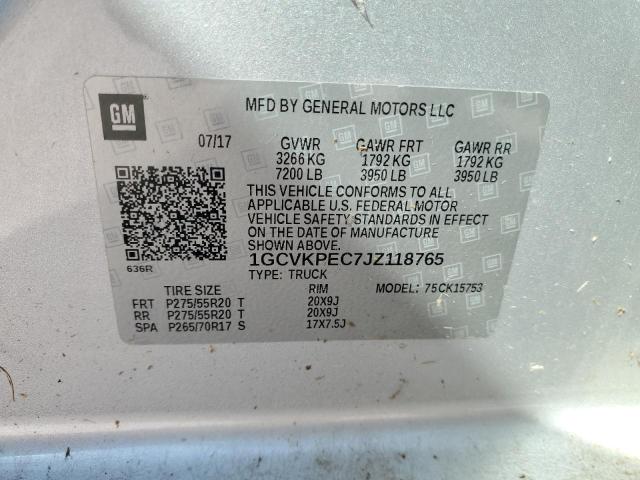 GM
MFD BY GENERAL MOTORS LLC
07/17 GVWR GAWR FRT GAWR RR
3266 KG 1792 KG 1792 KG
7200 LB 3950 LB 3950 LB
THIS VEHICLE CONFORMS TO ALL
APPLICABLE U.S. FEDERAL MOTOR
VEHICLE SAFETY STANDARDS IN EFFECT
ON THE DATE OF MANUFACTURE
SHOWN ABOVE.
636R
1GCVKPEC7JZ118765
TYPE: TRUCK
TIRE SIZE RIM MODEL: 75CK15753
FRT P275/55R20 T 20X9J
RR P275/55R20 T 20X9J
SPA P265/70R17 S 17X7.5J